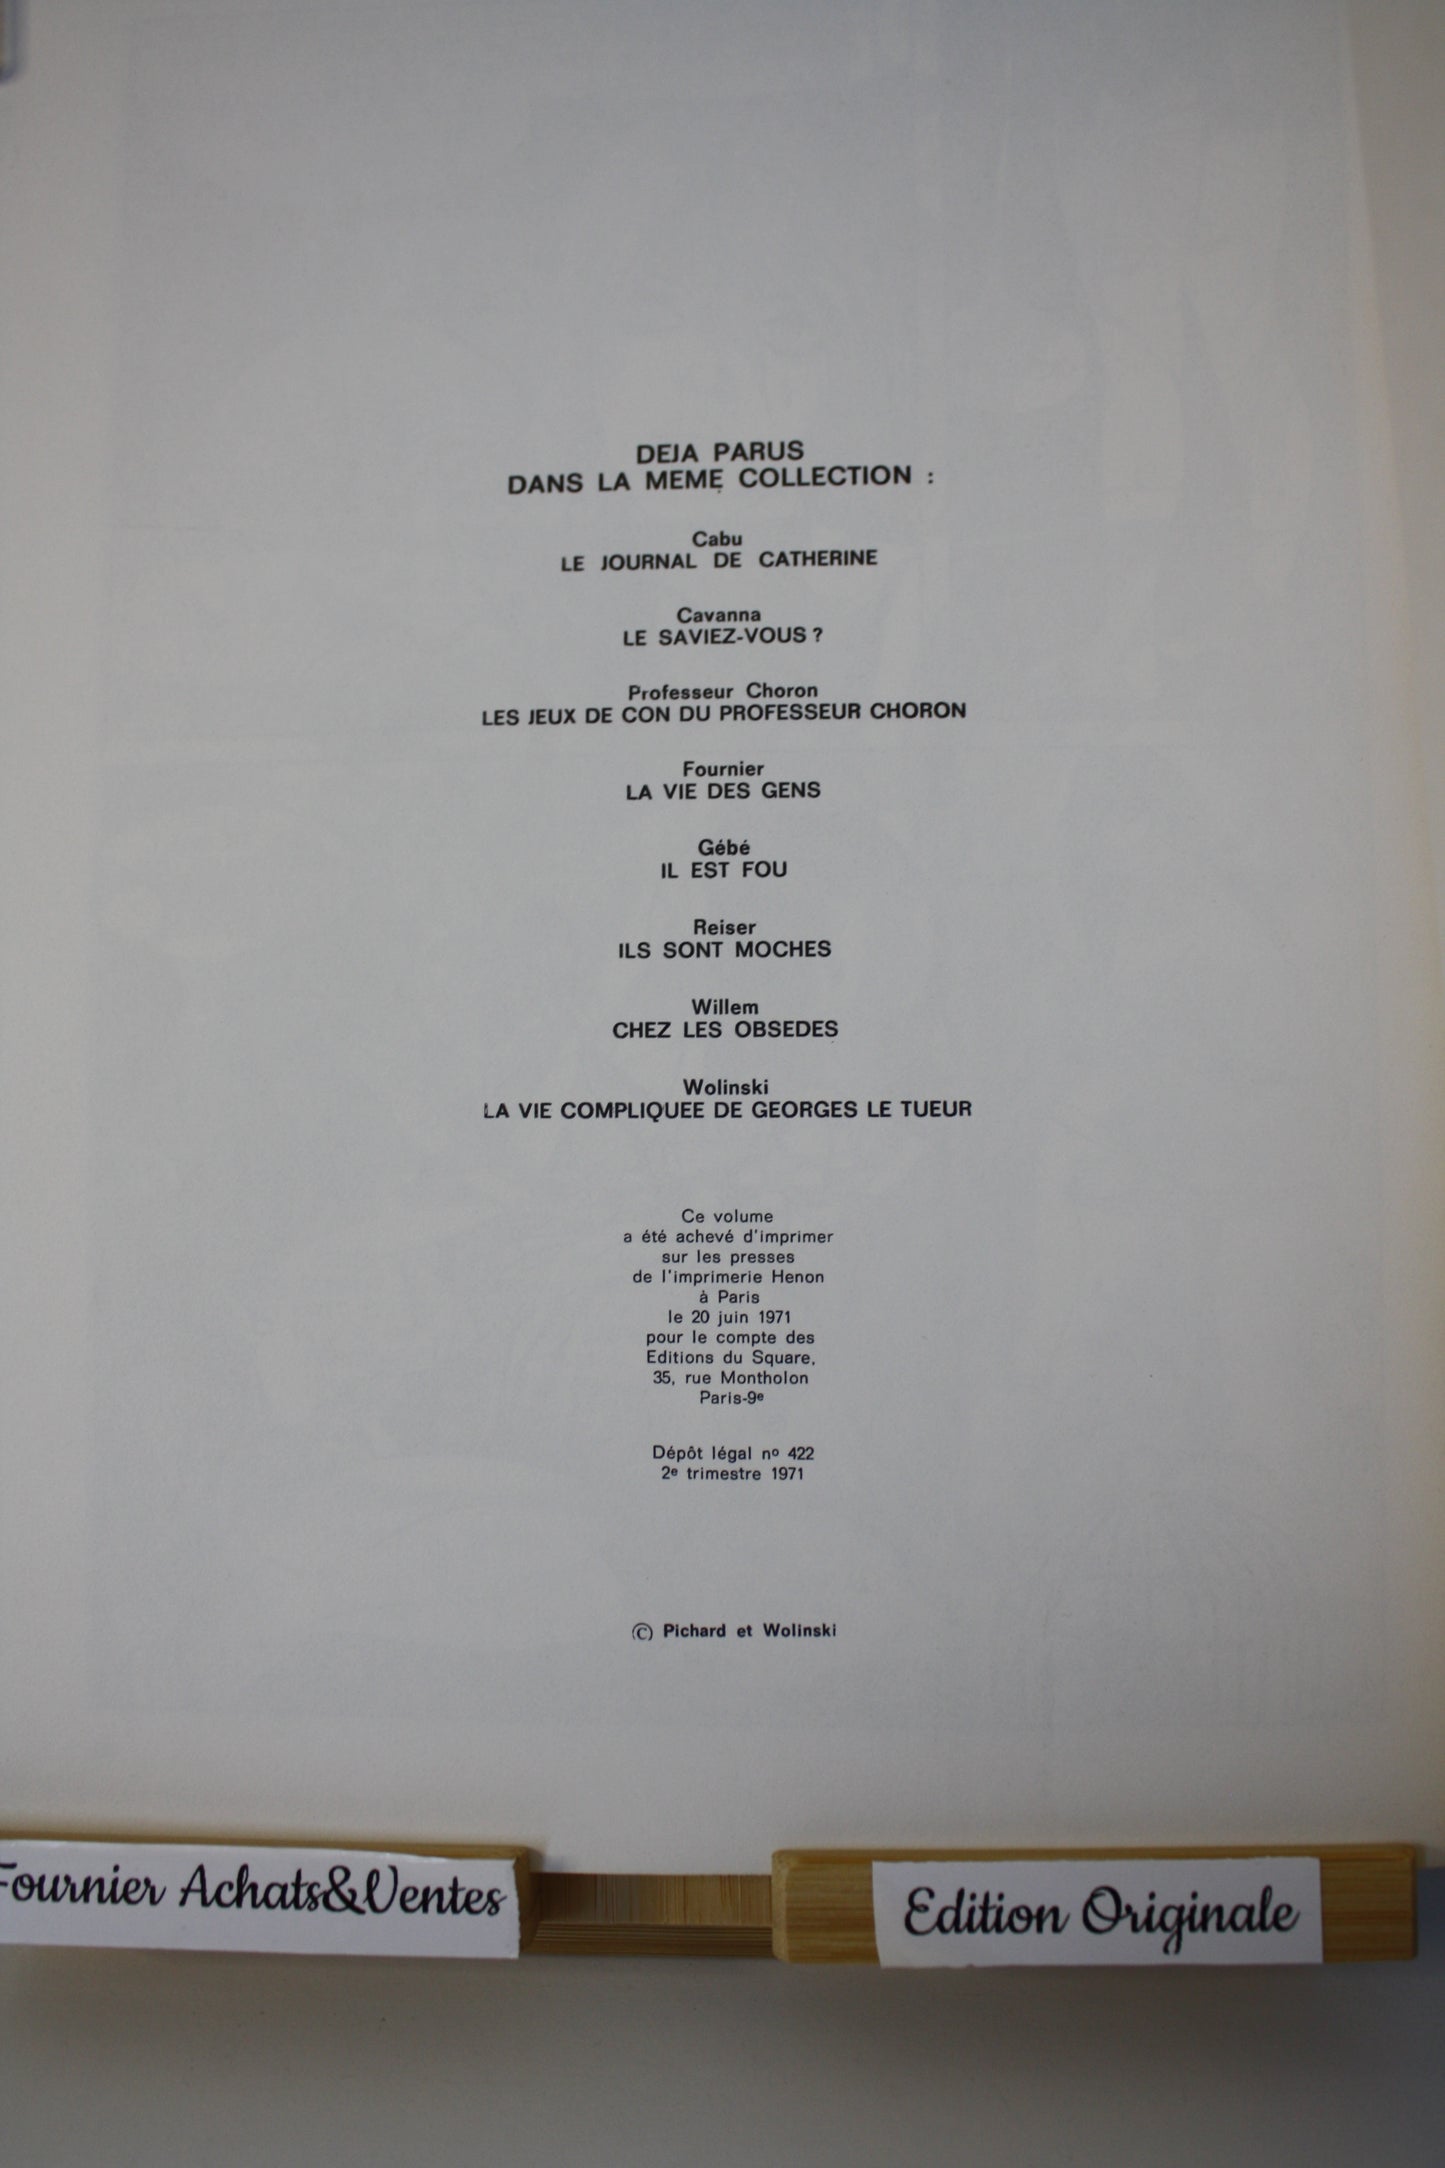 DEJA PARUS
DANS LA MEME COLLECTION :
Cabu
LE JOURNAL DE CATHERINE
Cavanna
LE SAVIEZ-VOUS ?
Professeur Choron
LES JEUX DE CON DU PROFESSEUR CHORON
Fournier
LA VIE DES GENS
Gébé
IL EST FOU
Reiser
ILS SONT MOCHES
Willem
CHEZ LES OBSEDES
Wolinski
LA VIE COMPLIQUEE DE GEORGES LE TUEUR
Ce volume
a été achevé d'imprimer
sur les presses
de l'imprimerie Henon
à Paris
le 20 juin 1971
pour le compte des
Editions du Square,
35, rue Montholon
Paris-9e
Dépôt légal no 422
2e trimestre 1971
© Pichard et Wolinski
Fournier Achats&Ventes
Edition Originale